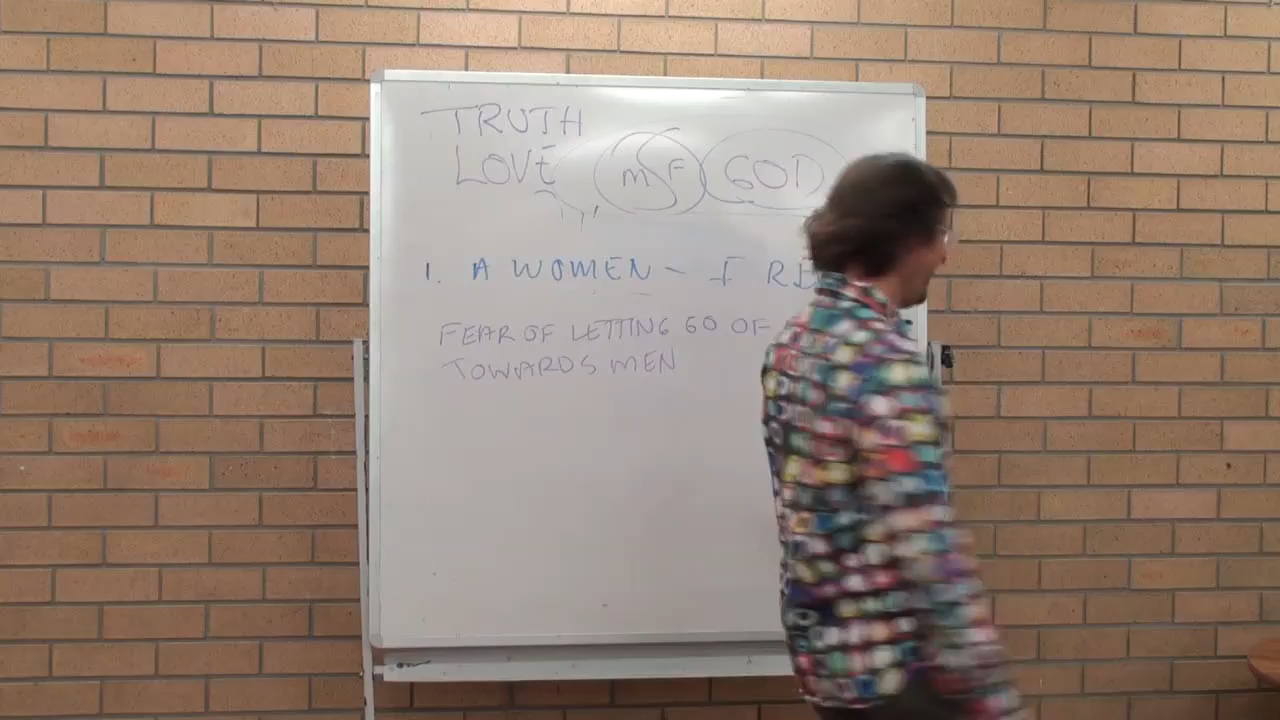 TRUTH
LOVE
M F GOD
1. A WOMEN - I
FEAR OF LETTING GO OF
TOWARDS MEN